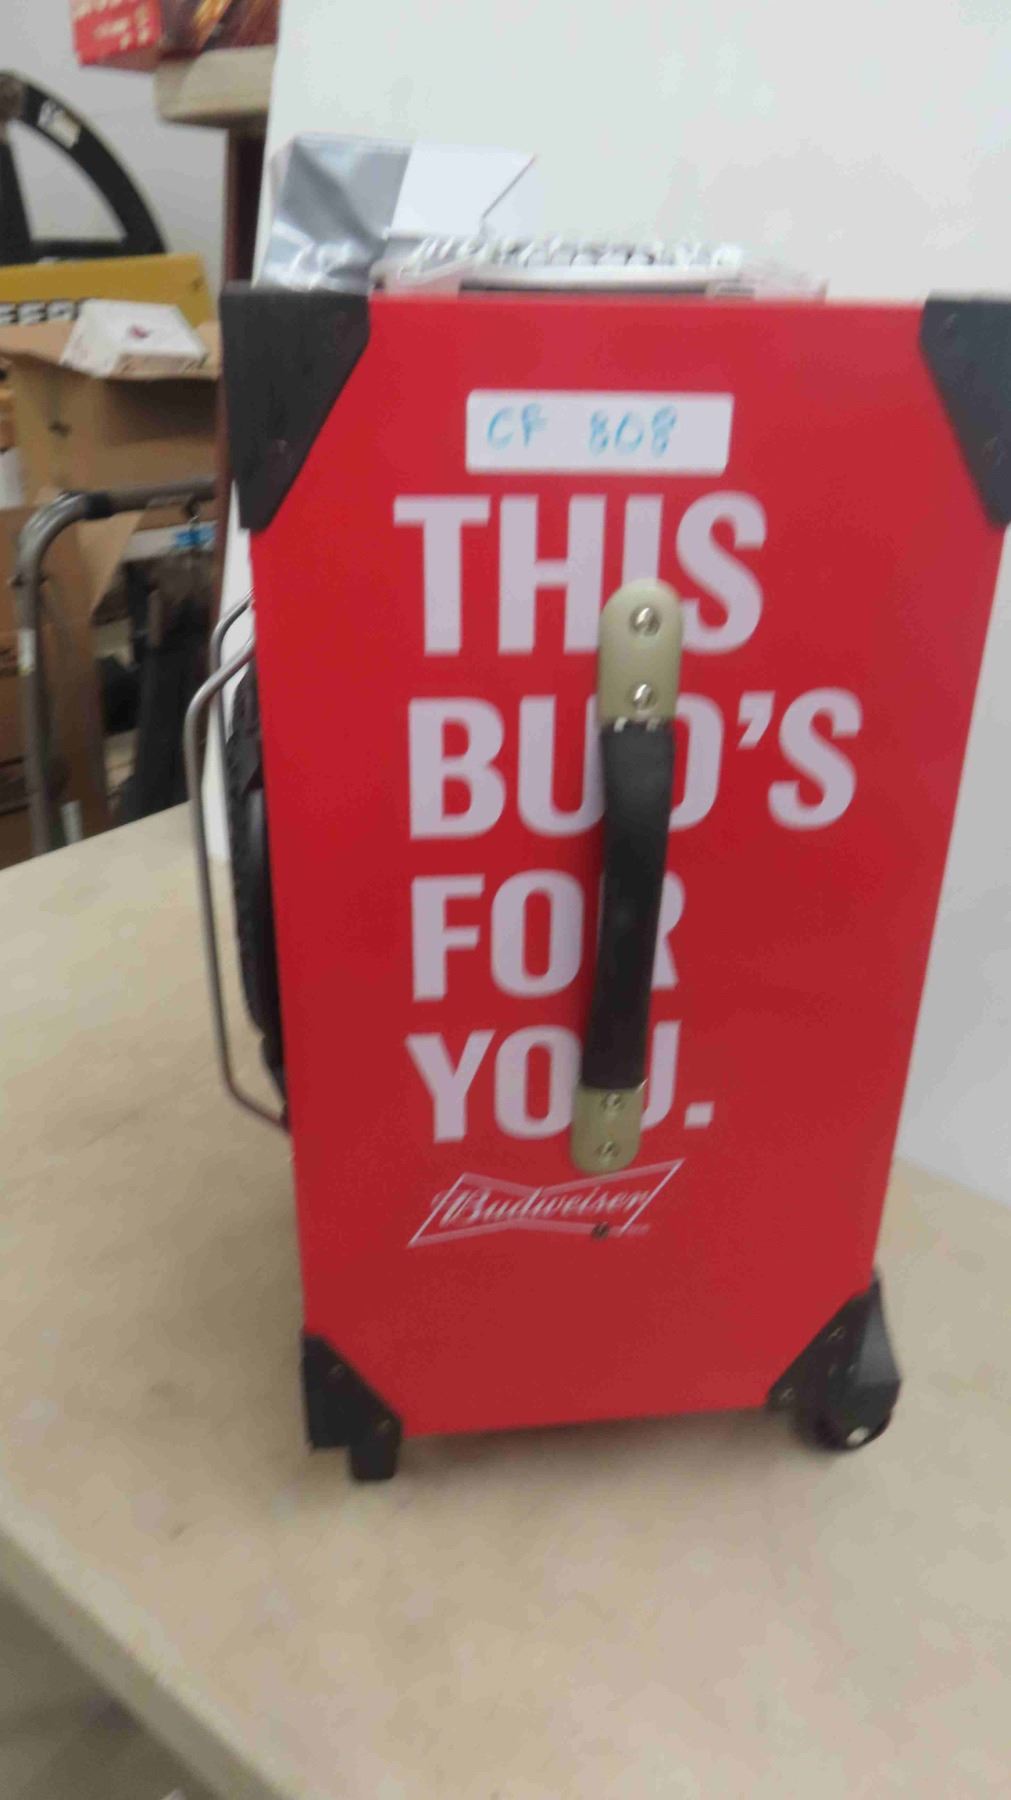 CF 808
THIS
BUD'S
FOR
YOU.
Budweiser